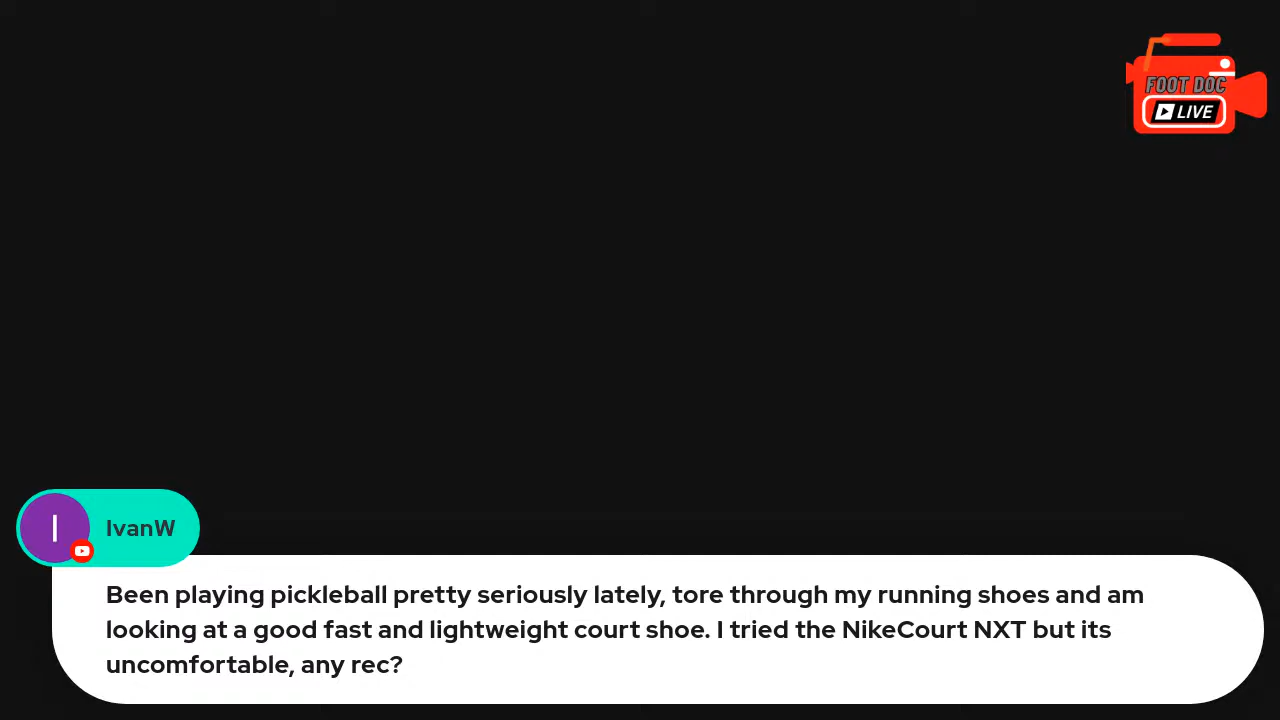 FOOT DOC
LIVE
I
IvanW
Been playing pickleball pretty seriously lately, tore through my running shoes and am
looking at a good fast and lightweight court shoe. I tried the NikeCourt NXT but its
uncomfortable, any rec?